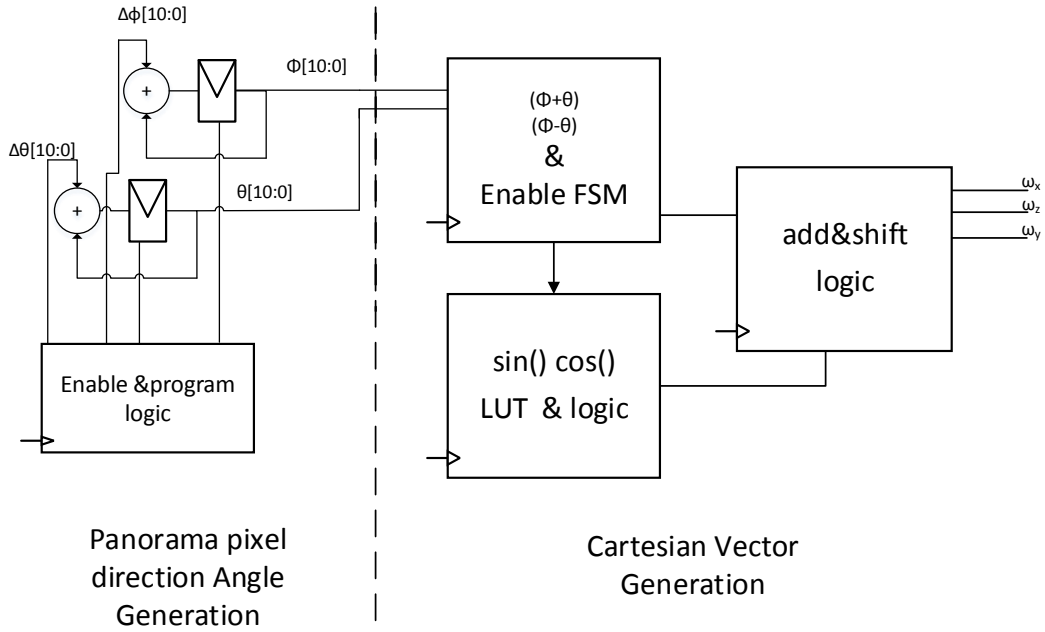 Δϕ[10:0]
Φ[10:0]
+
Δθ[10:0]
θ[10:0]
+
(Φ+θ)
(Φ-θ)
&
Enable FSM
add&shift
logic
ωx
ωz
ωy
sin() cos()
LUT & logic
Enable &program
logic
Panorama pixel
direction Angle
Generation
Cartesian Vector
Generation